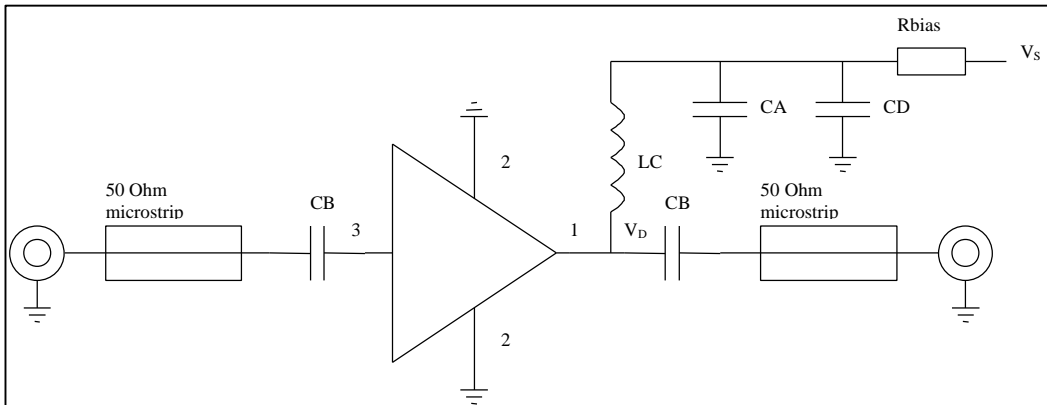 Rbias
V_S
CA
CD
2
LC
50 Ohm
microstrip
CB
3
1
V_D
CB
50 Ohm
microstrip
2